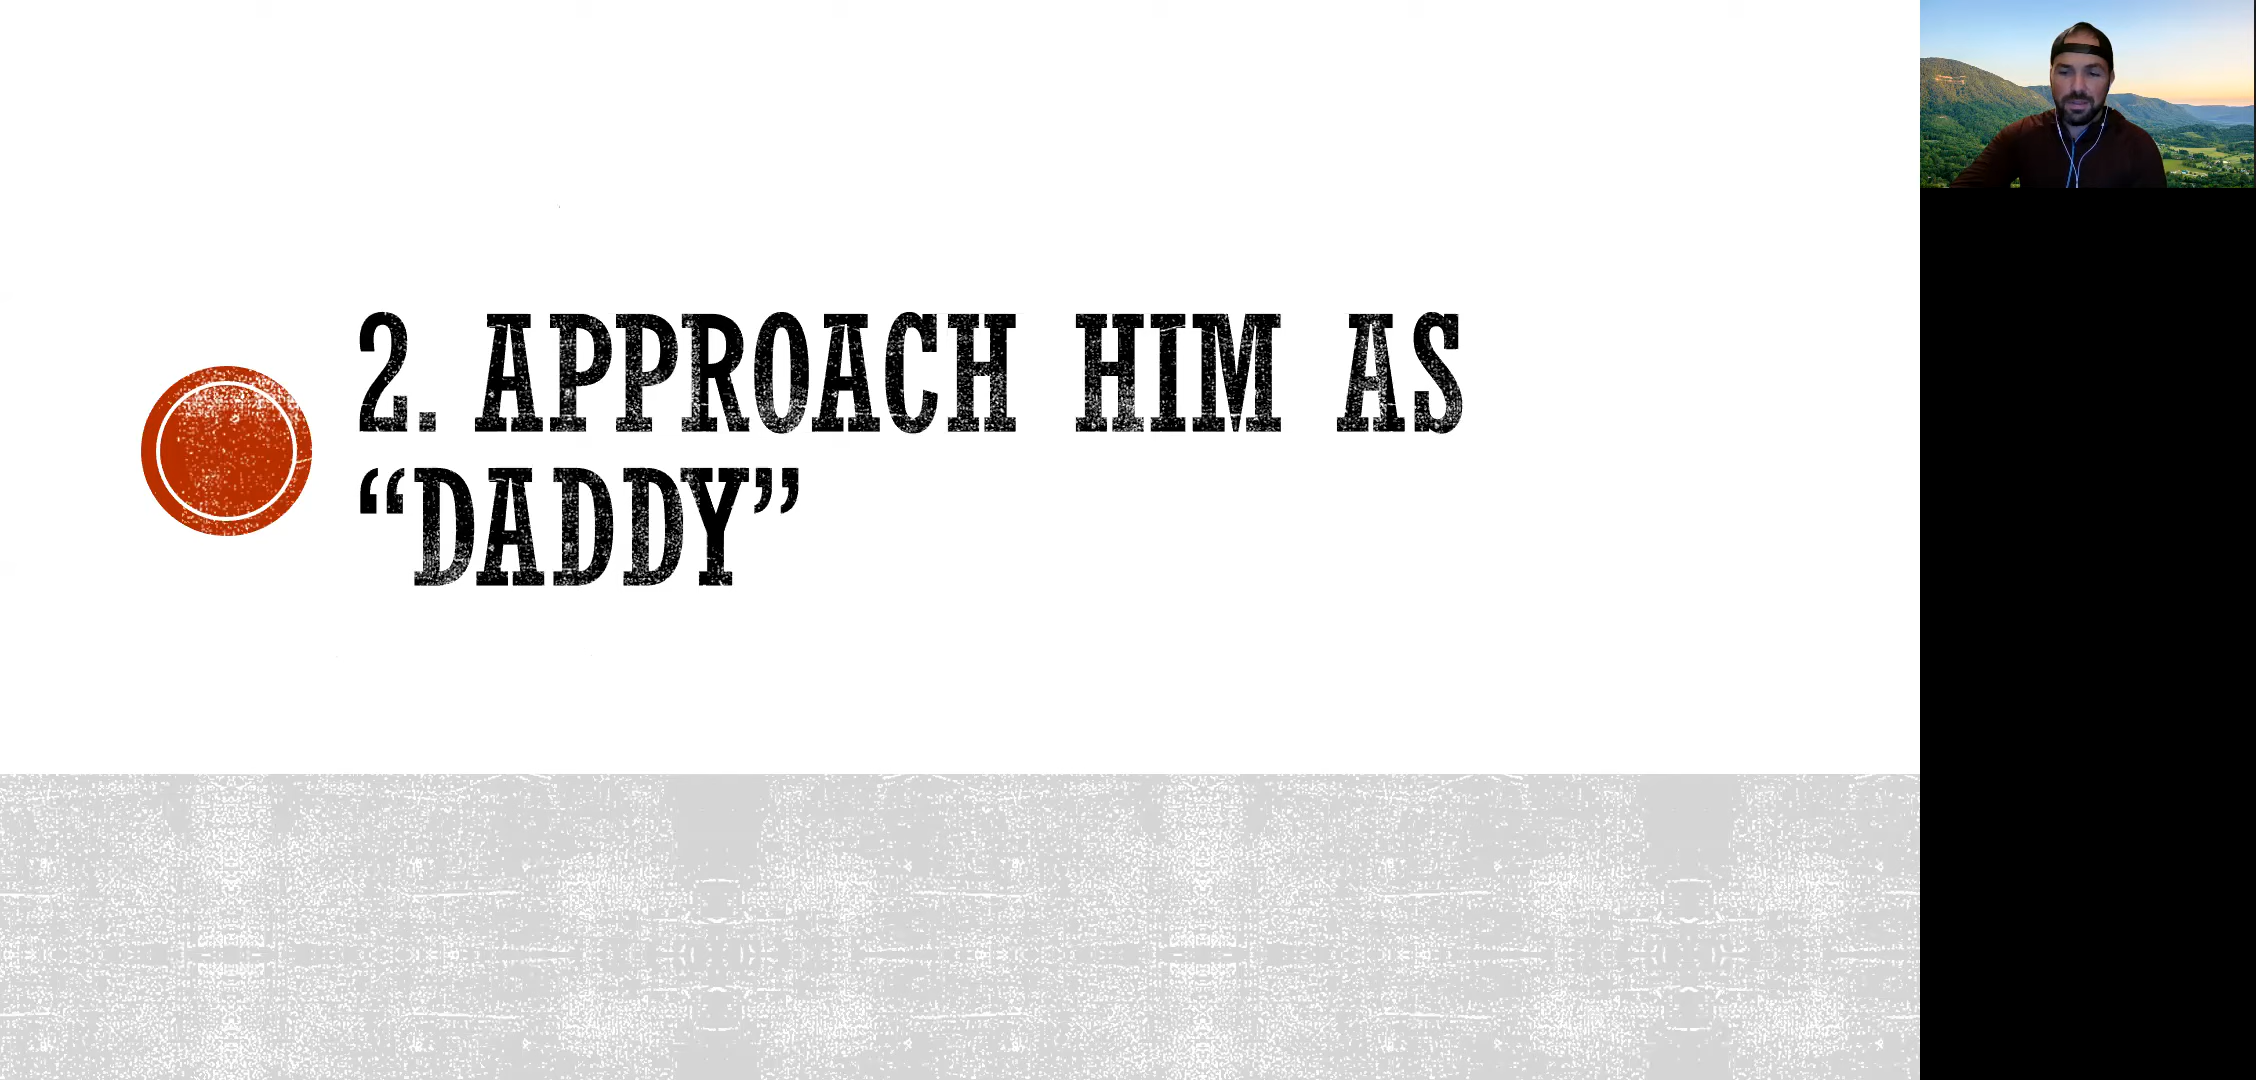 2. APPROACH HIM AS
“DADDY”